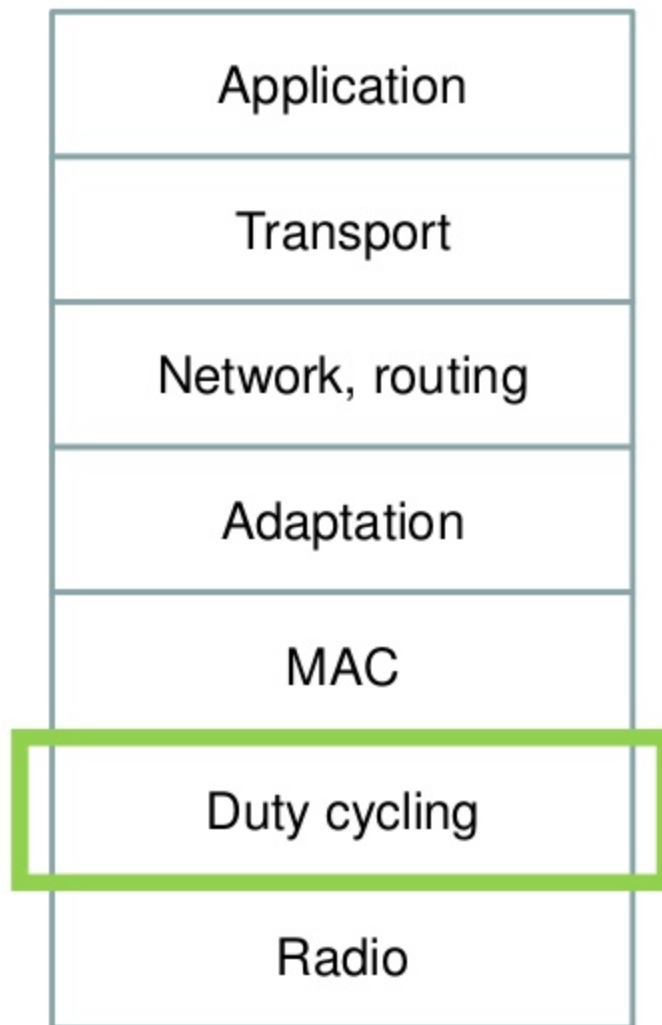 Application
Transport
Network, routing
Adaptation
MAC
Duty cycling
Radio